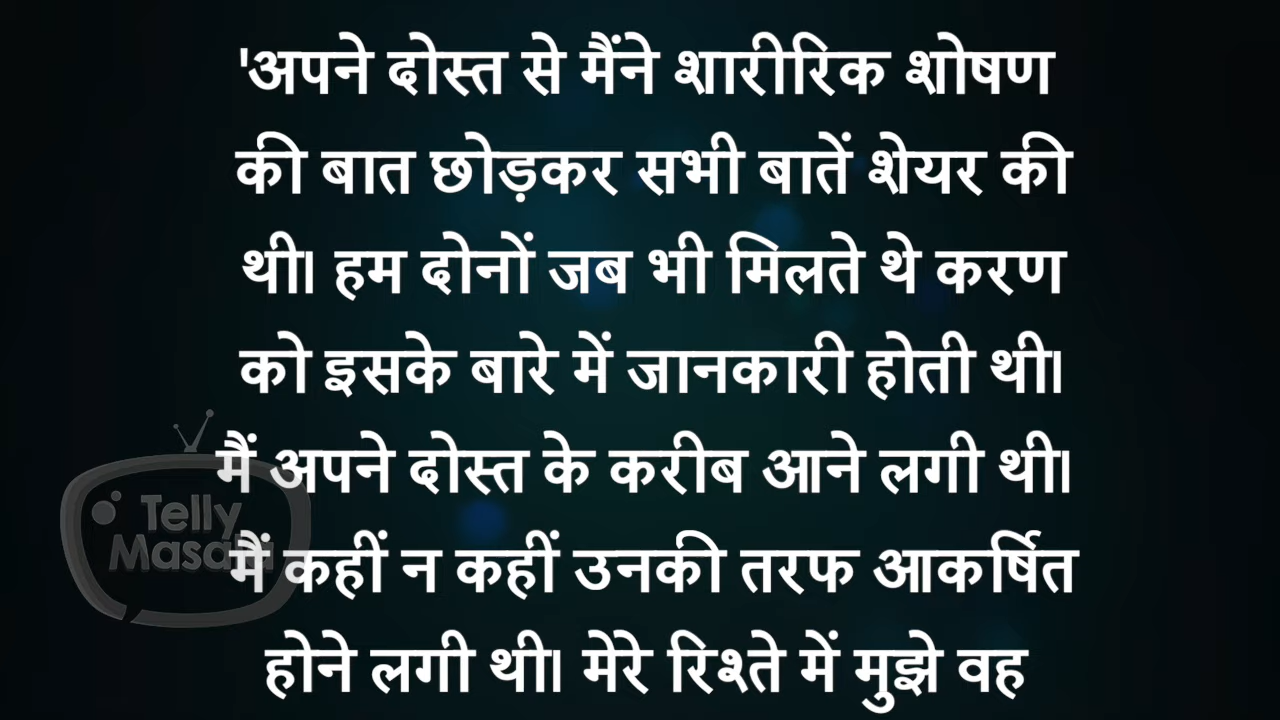 'अपने दोस्त से मैंने शारीरिक शोषण
की बात छोड़कर सभी बातें शेयर की
थी। हम दोनों जब भी मिलते थे करण
को इसके बारे में जानकारी होती थी।
मैं अपने दोस्त के करीब आने लगी थी।
Telly
Masala
मैं कहीं न कहीं उनकी तरफ आकर्षित
होने लगी थी। मेरे रिश्ते में मुझे वह